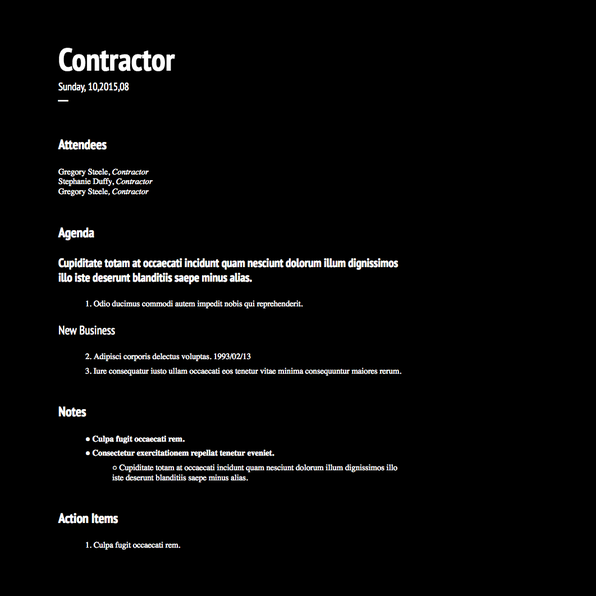 Contractor
Sunday, 10,2015,08
—
Attendees
Gregory Steele, Contractor
Stephanie Duffy, Contractor
Gregory Steele, Contractor
Agenda
Cupiditate totam at occaecati incidunt quam nesciunt dolorum illum dignissimos
illo iste deserunt blanditiis saepe minus alias.
1. Odio ducimus commodi autem impedit nobis qui reprehenderit.
New Business
2. Adipisci corporis delectus voluptas. 1993/02/13
3. Iure consequatur iusto ullam occaecati eos tenetur vitae minima consequuntur maiores rerum.
Notes
● Culpa fugit occaecati rem.
● Consectetur exercitationem repellat tenetur eveniet.
○ Cupiditate totam at occaecati incidunt quam nesciunt dolorum illum dignissimos illo
iste deserunt blanditiis saepe minus alias.
Action Items
1. Culpa fugit occaecati rem.